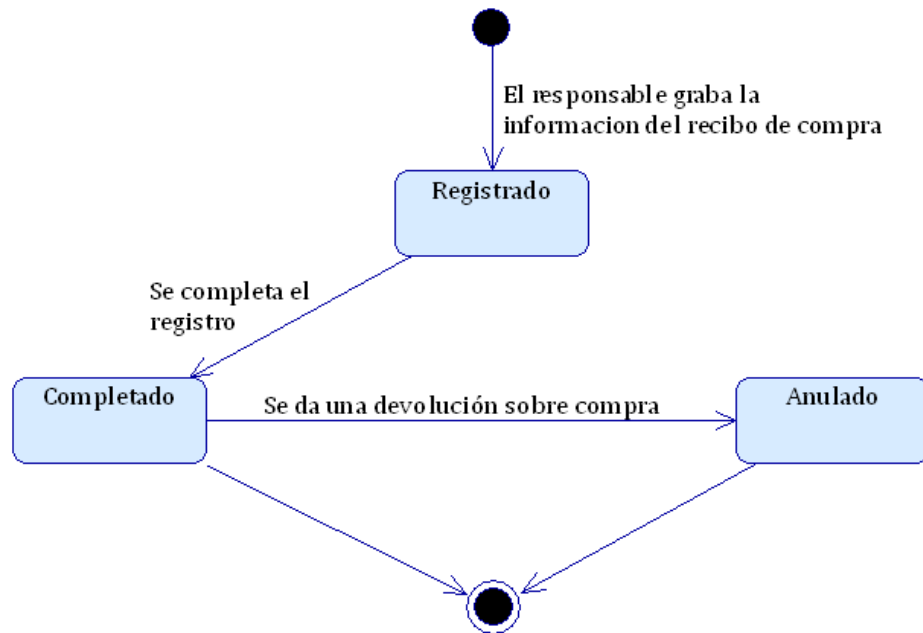 El responsable graba la
informacion del recibo de compra
Registrado
Se completa el
registro
Completado
Se da una devolución sobre compra
Anulado